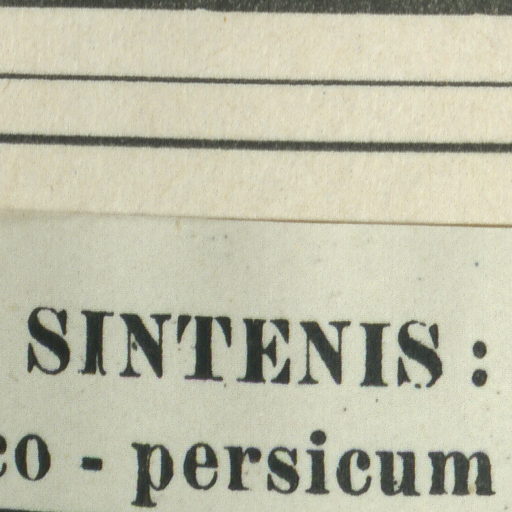 SINTENIS :
co - persicum